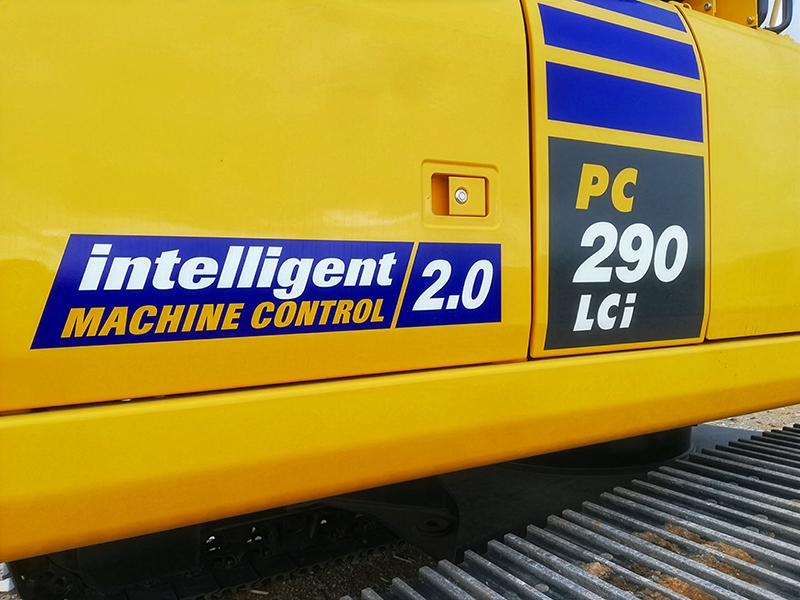 intelligent
MACHINE CONTROL
2.0
PC
290
LCi